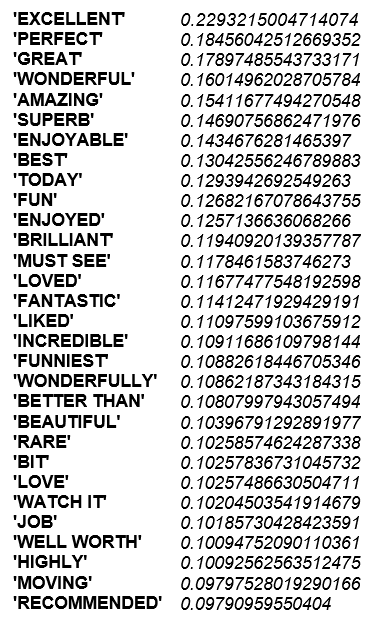 'EXCELLENT' 0.2293215004714074
'PERFECT' 0.18456042512669352
'GREAT' 0.17897485543733171
'WONDERFUL' 0.16014962028705784
'AMAZING' 0.15411677494270548
'SUPERB' 0.14690756862471976
'ENJOYABLE' 0.1434676281465397
'BEST' 0.13042556246789883
'TODAY' 0.1293942692549263
'FUN' 0.12682167078643755
'ENJOYED' 0.1257136636068266
'BRILLIANT' 0.11940920139357787
'MUST SEE' 0.1178461583746273
'LOVED' 0.11677477548192598
'FANTASTIC' 0.11412471929429191
'LIKED' 0.11097599103675912
'INCREDIBLE' 0.10911686109798144
'FUNNIEST' 0.10882618446705346
'WONDERFULLY' 0.10862187343184315
'BETTER THAN' 0.10807997943057494
'BEAUTIFUL' 0.10396791292891977
'RARE' 0.10258574624287338
'BIT' 0.10257836731045732
'LOVE' 0.10257486630504711
'WATCH IT' 0.10204503541914679
'JOB' 0.10185730428423591
'WELL WORTH' 0.10094752090110361
'HIGHLY' 0.10092562563512475
'MOVING' 0.09797528019290166
'RECOMMENDED' 0.09790959550404